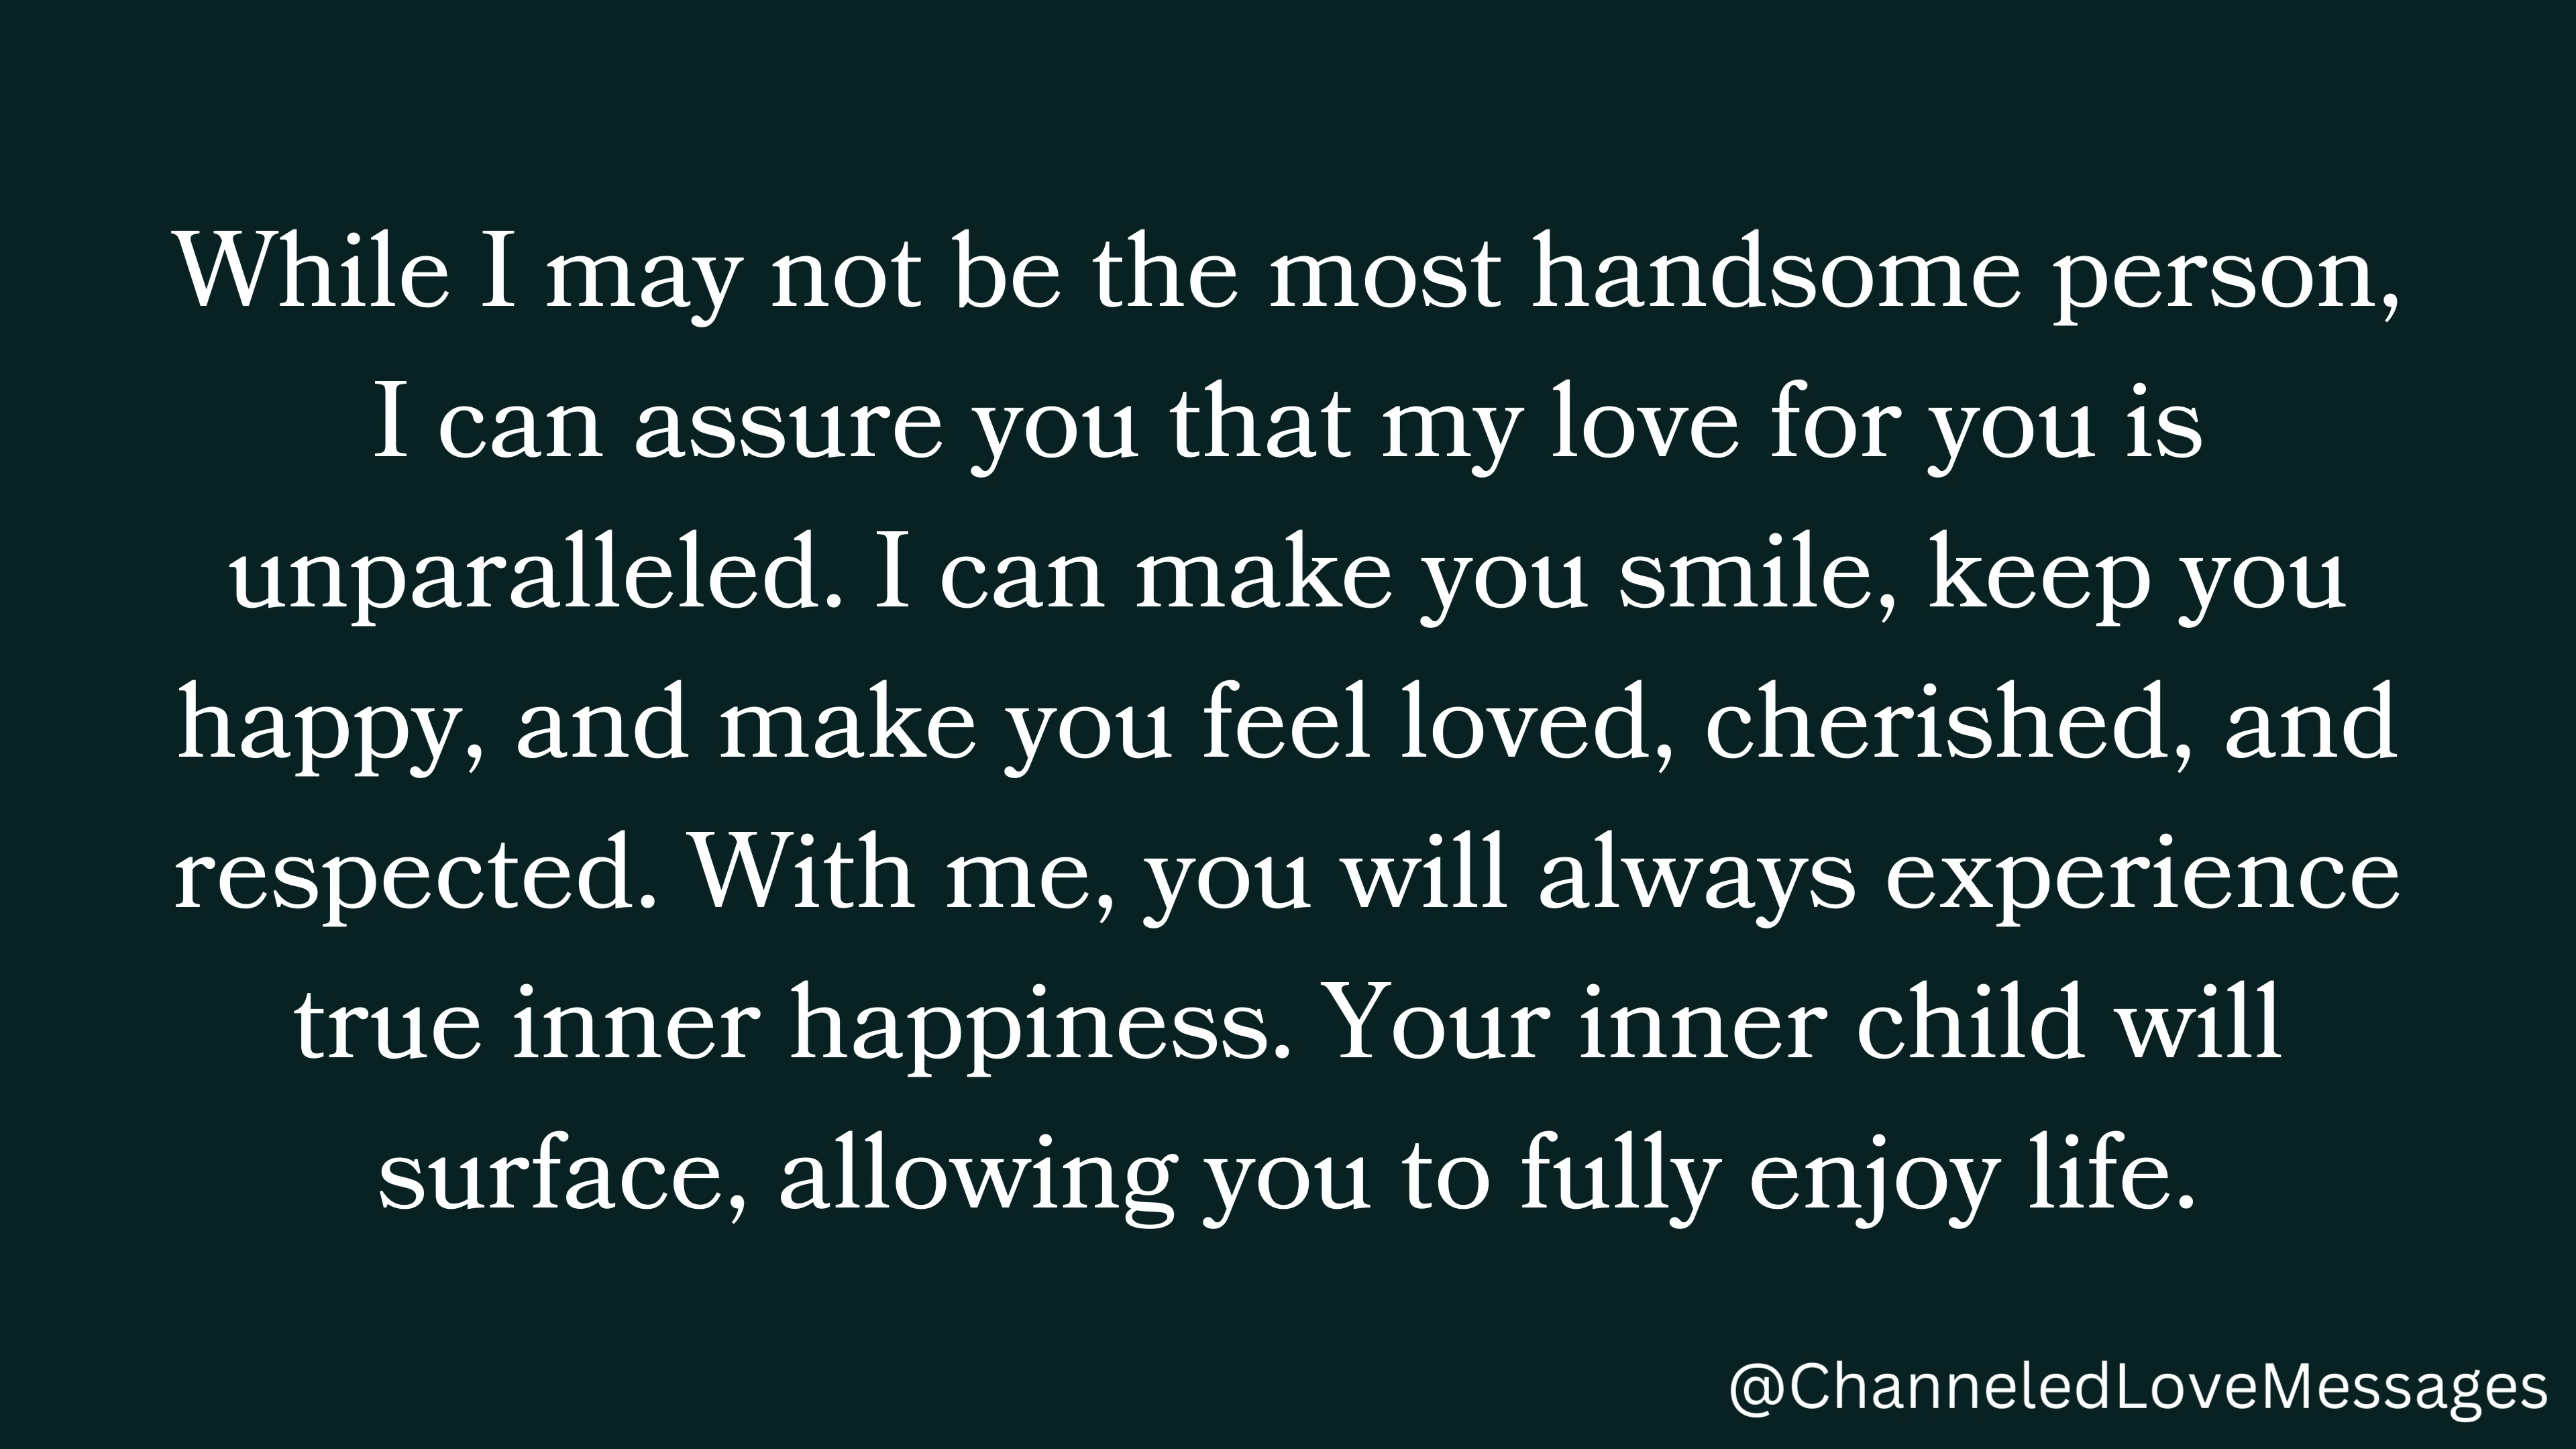 While I may not be the most handsome person,
I can assure you that my love for you is
unparalleled. I can make you smile, keep you
happy, and make you feel loved, cherished, and
respected. With me, you will always experience
true inner happiness. Your inner child will
surface, allowing you to fully enjoy life.
@ChanneledLoveMessages